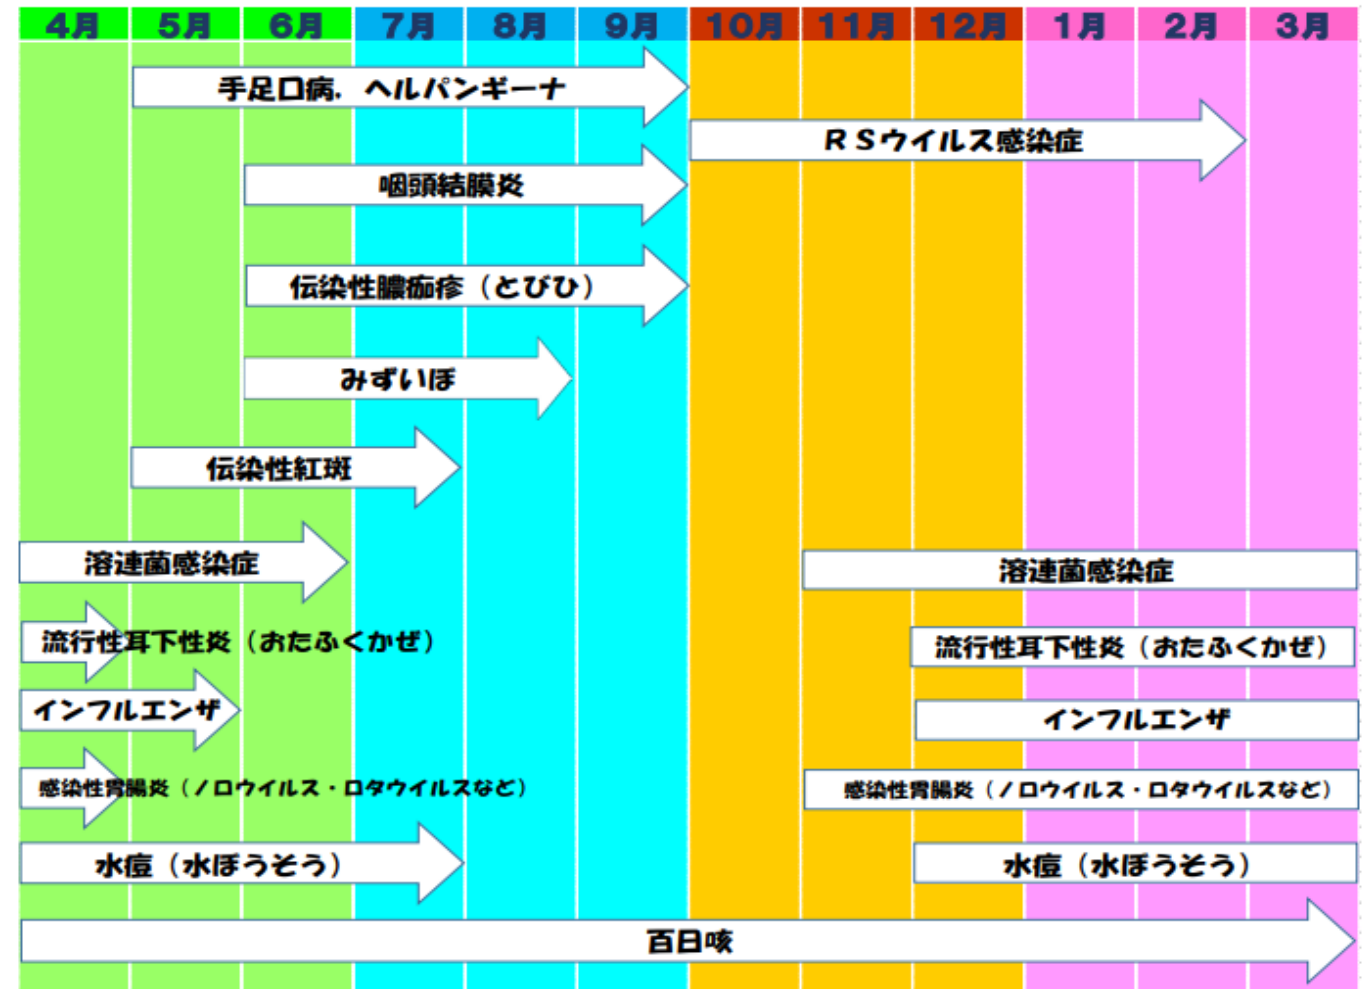 4月 5月 6月 7月 8月 9月 10月 11月 12月 1月 2月 3月
手足口病．ヘルパンギーナ
ＲＳウイルス感染症
咽頭結膜炎
伝染性膿痂疹（とびひ）
みずいぼ
伝染性紅斑
溶連菌感染症 溶連菌感染症
流行性耳下性炎（おたふくかぜ） 流行性耳下性炎（おたふくかぜ）
インフルエンザ インフルエンザ
感染性胃腸炎（ノロウイルス・ロタウイルスなど） 感染性胃腸炎（ノロウイルス・ロタウイルスなど）
水痘（水ぼうそう） 水痘（水ぼうそう）
百日咳